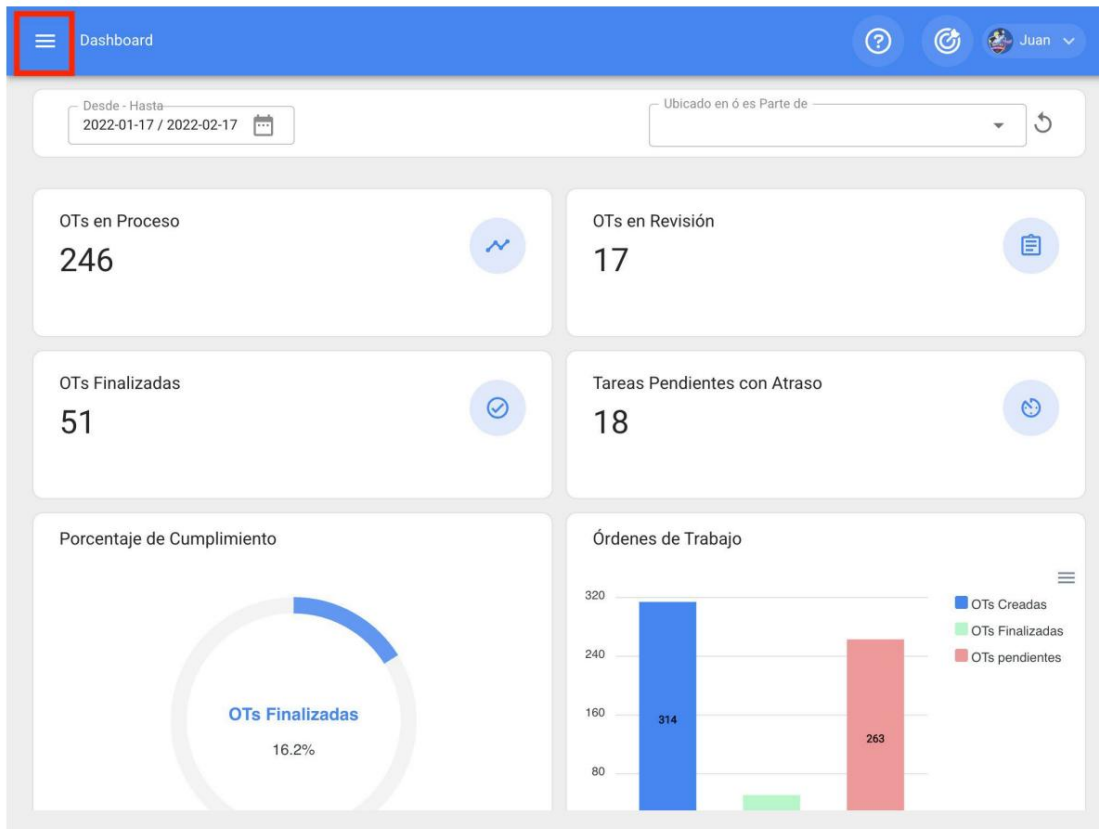 Dashboard
Juan
Desde - Hasta
2022-01-17 / 2022-02-17
Ubicado en ó es Parte de
OTs en Proceso
246
OTs en Revisión
17
OTs Finalizadas
51
Tareas Pendientes con Atraso
18
Porcentaje de Cumplimiento
OTs Finalizadas
16.2%
Órdenes de Trabajo
320
240
160
80
314
263
OTs Creadas
OTs Finalizadas
OTs pendientes